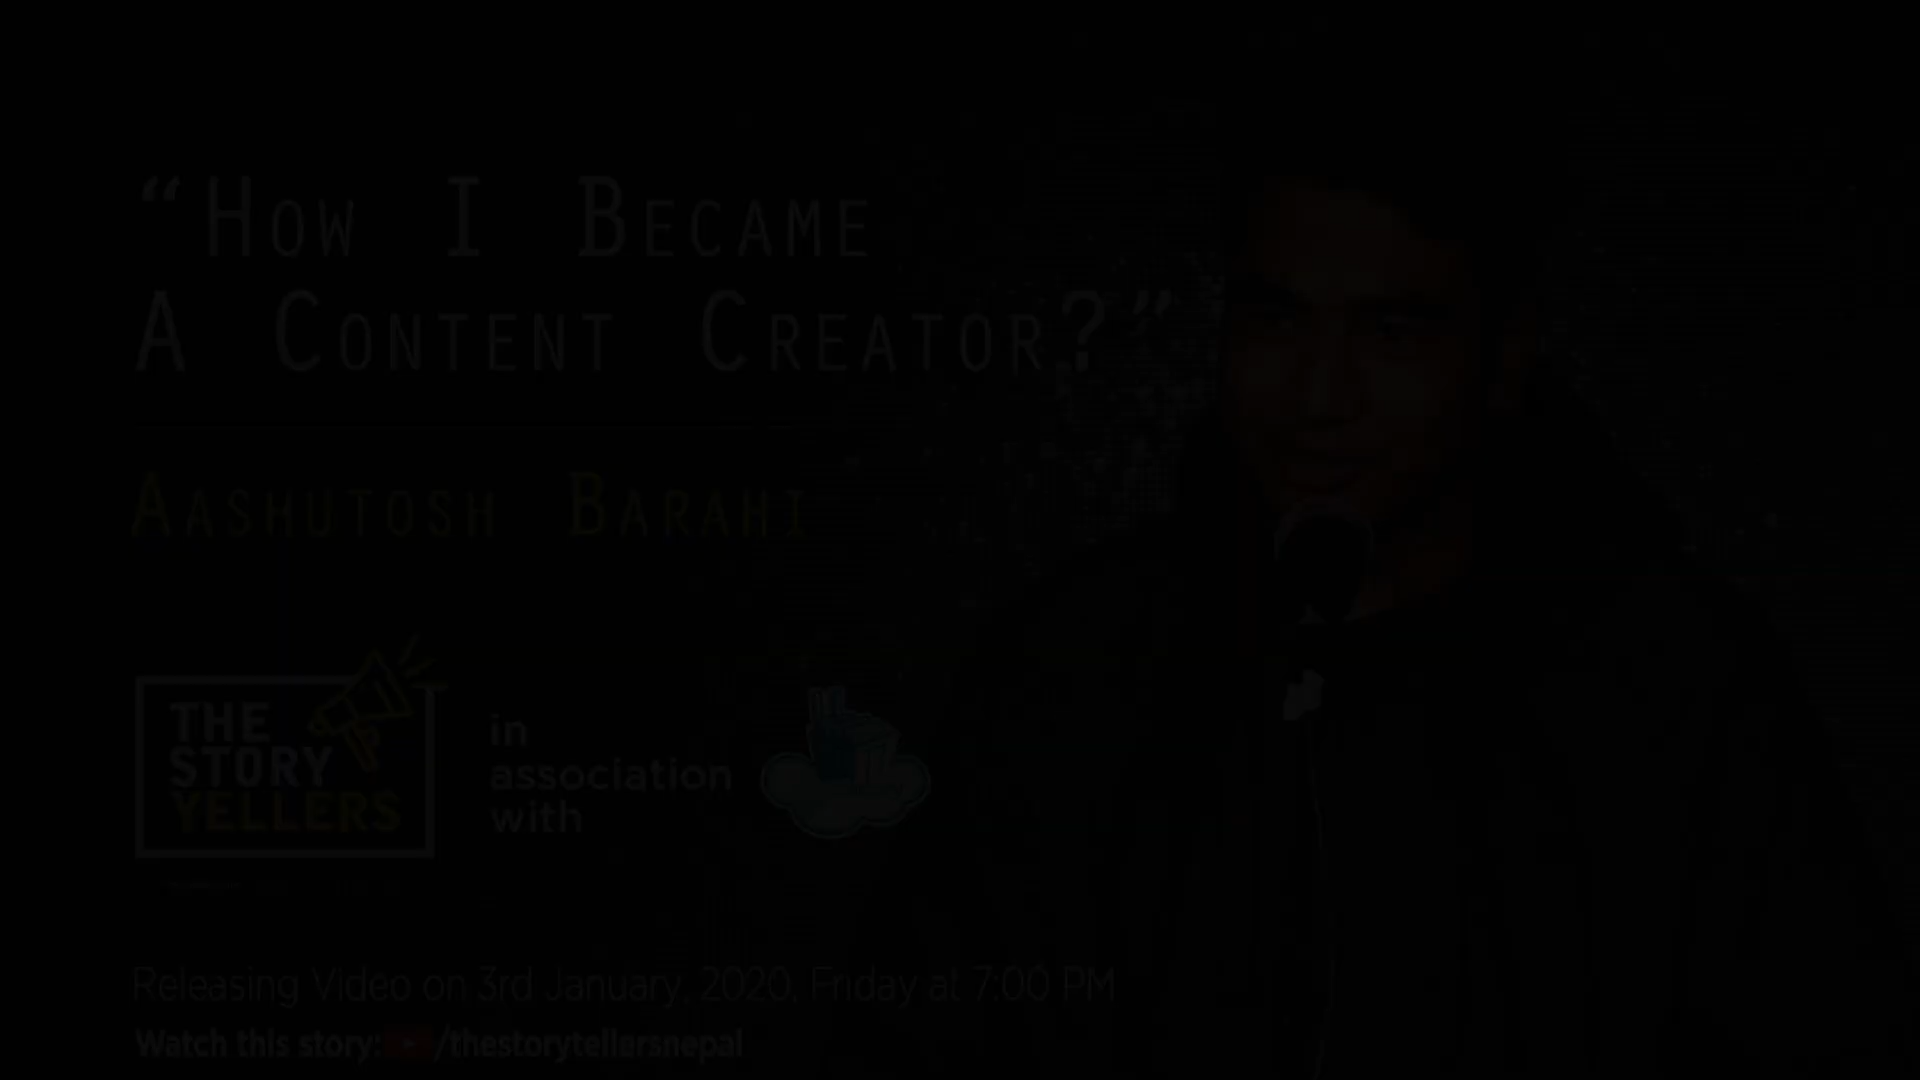 “How I Became
A Content Creator?”
Aashutosh Barahi
THE
STORY
YELLERS
in
association
with
Releasing Video on 3rd January, 2020, Friday at 7:00 PM
Watch this story: /thestorytellersnepal